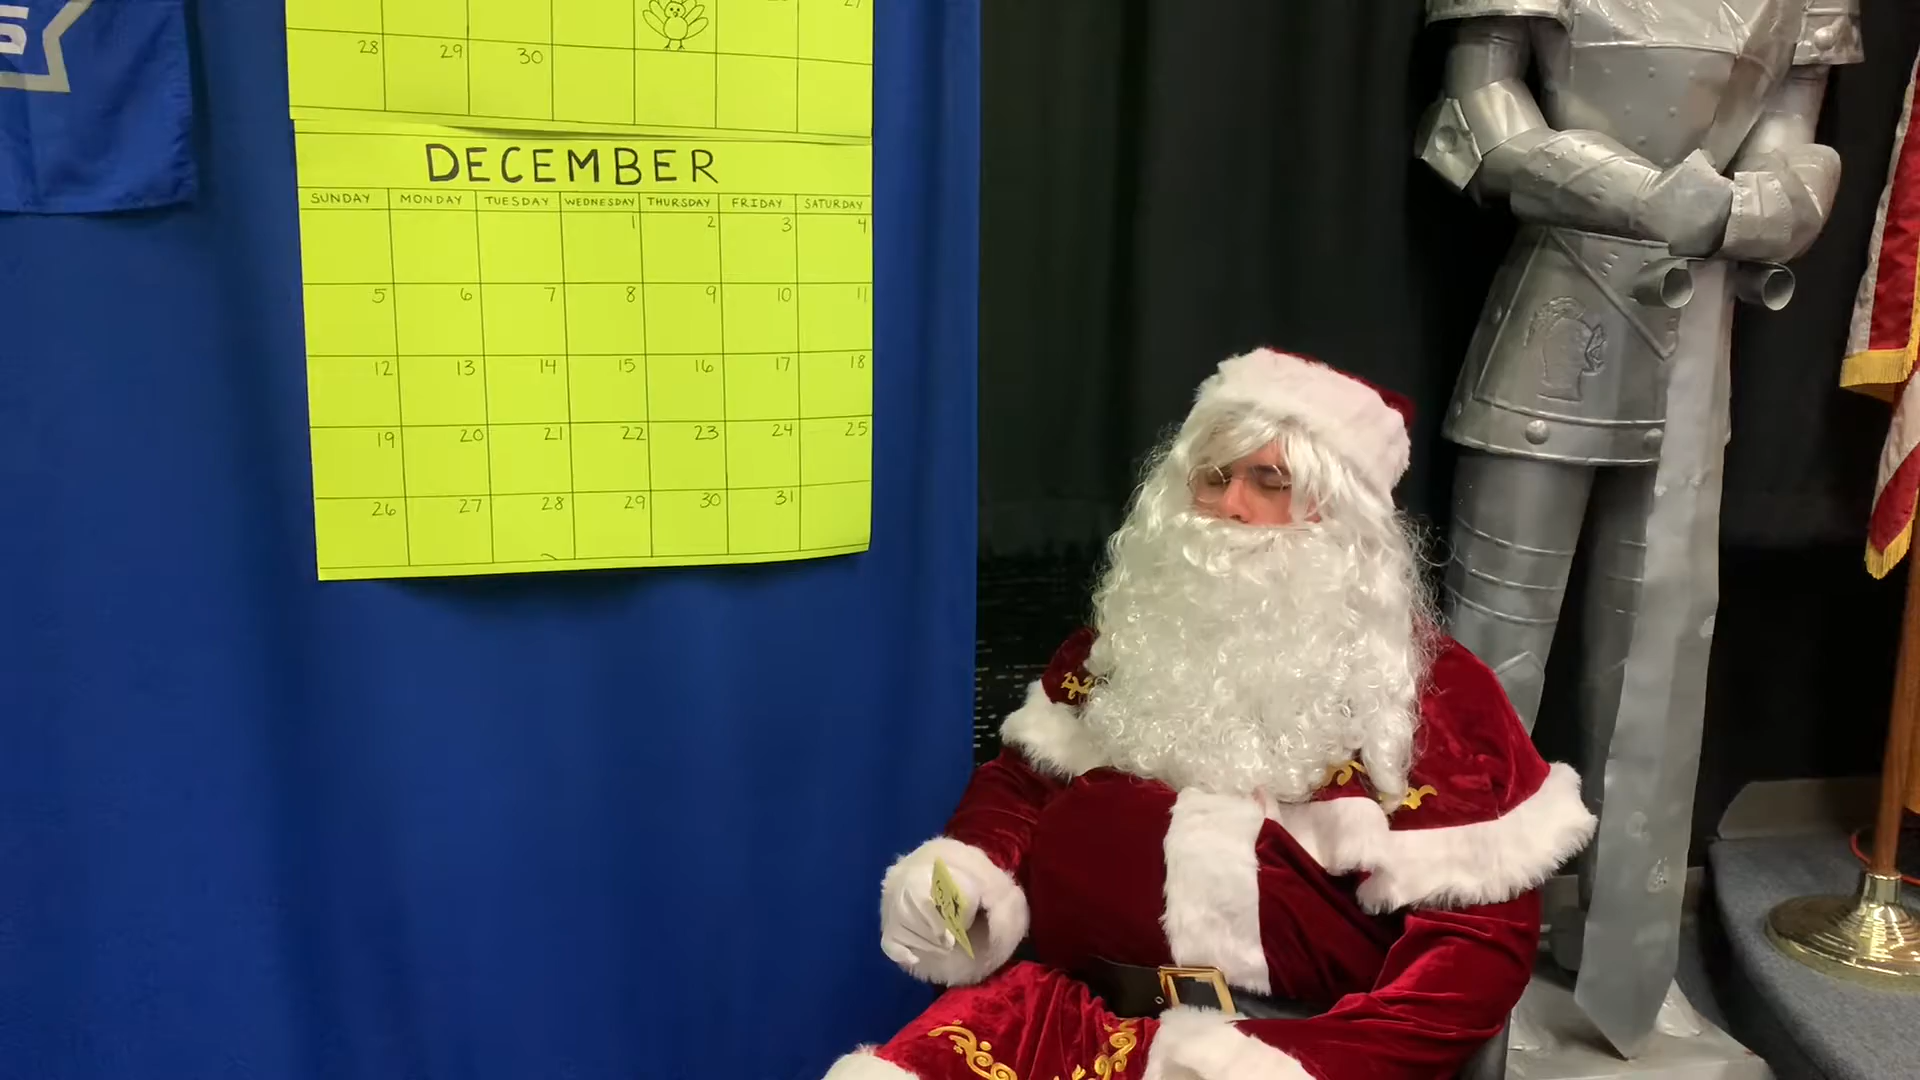 S
27
28 29 30
DECEMBER
SUNDAY MONDAY TUESDAY WEDNESDAY THURSDAY FRIDAY SATURDAY
1 2 3 4
5 6 7 8 9 10 11
12 13 14 15 16 17 18
19 20 21 22 23 24 25
26 27 28 29 30 31